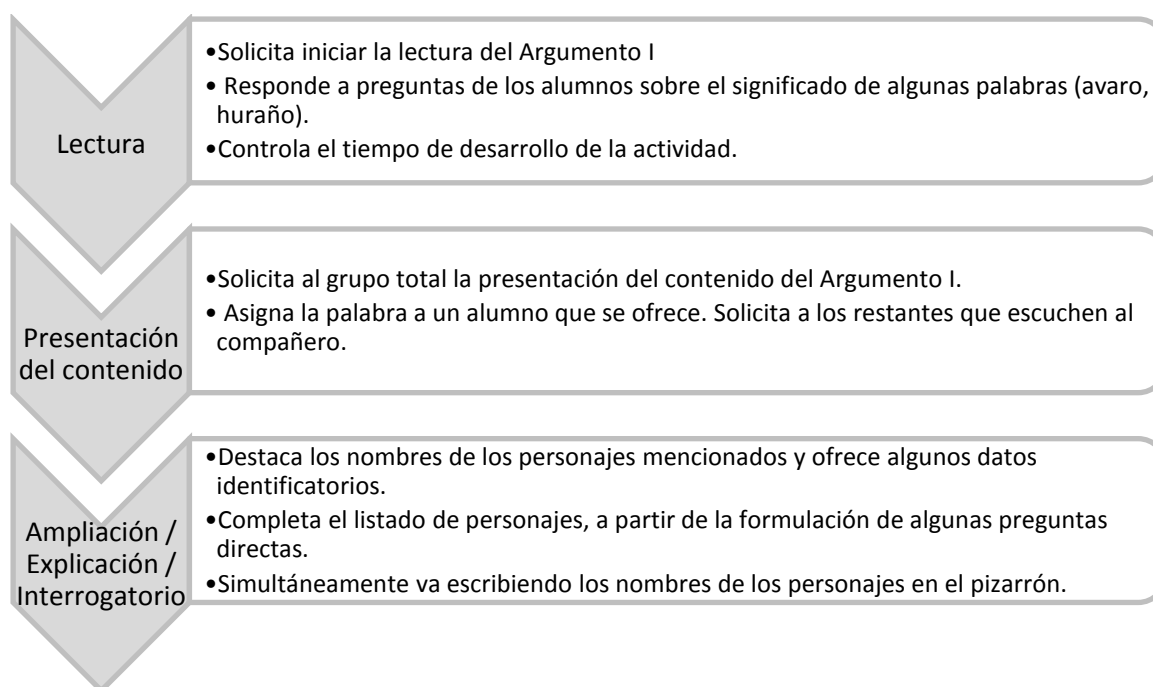 Lectura
•Solicita iniciar la lectura del Argumento I
• Responde a preguntas de los alumnos sobre el significado de algunas palabras (avaro,
huraño).
•Controla el tiempo de desarrollo de la actividad.
Presentación
del contenido
•Solicita al grupo total la presentación del contenido del Argumento I.
• Asigna la palabra a un alumno que se ofrece. Solicita a los restantes que escuchen al
compañero.
Ampliación /
Explicación /
Interrogatorio
•Destaca los nombres de los personajes mencionados y ofrece algunos datos
identificatorios.
•Completa el listado de personajes, a partir de la formulación de algunas preguntas
directas.
•Simultáneamente va escribiendo los nombres de los personajes en el pizarrón.